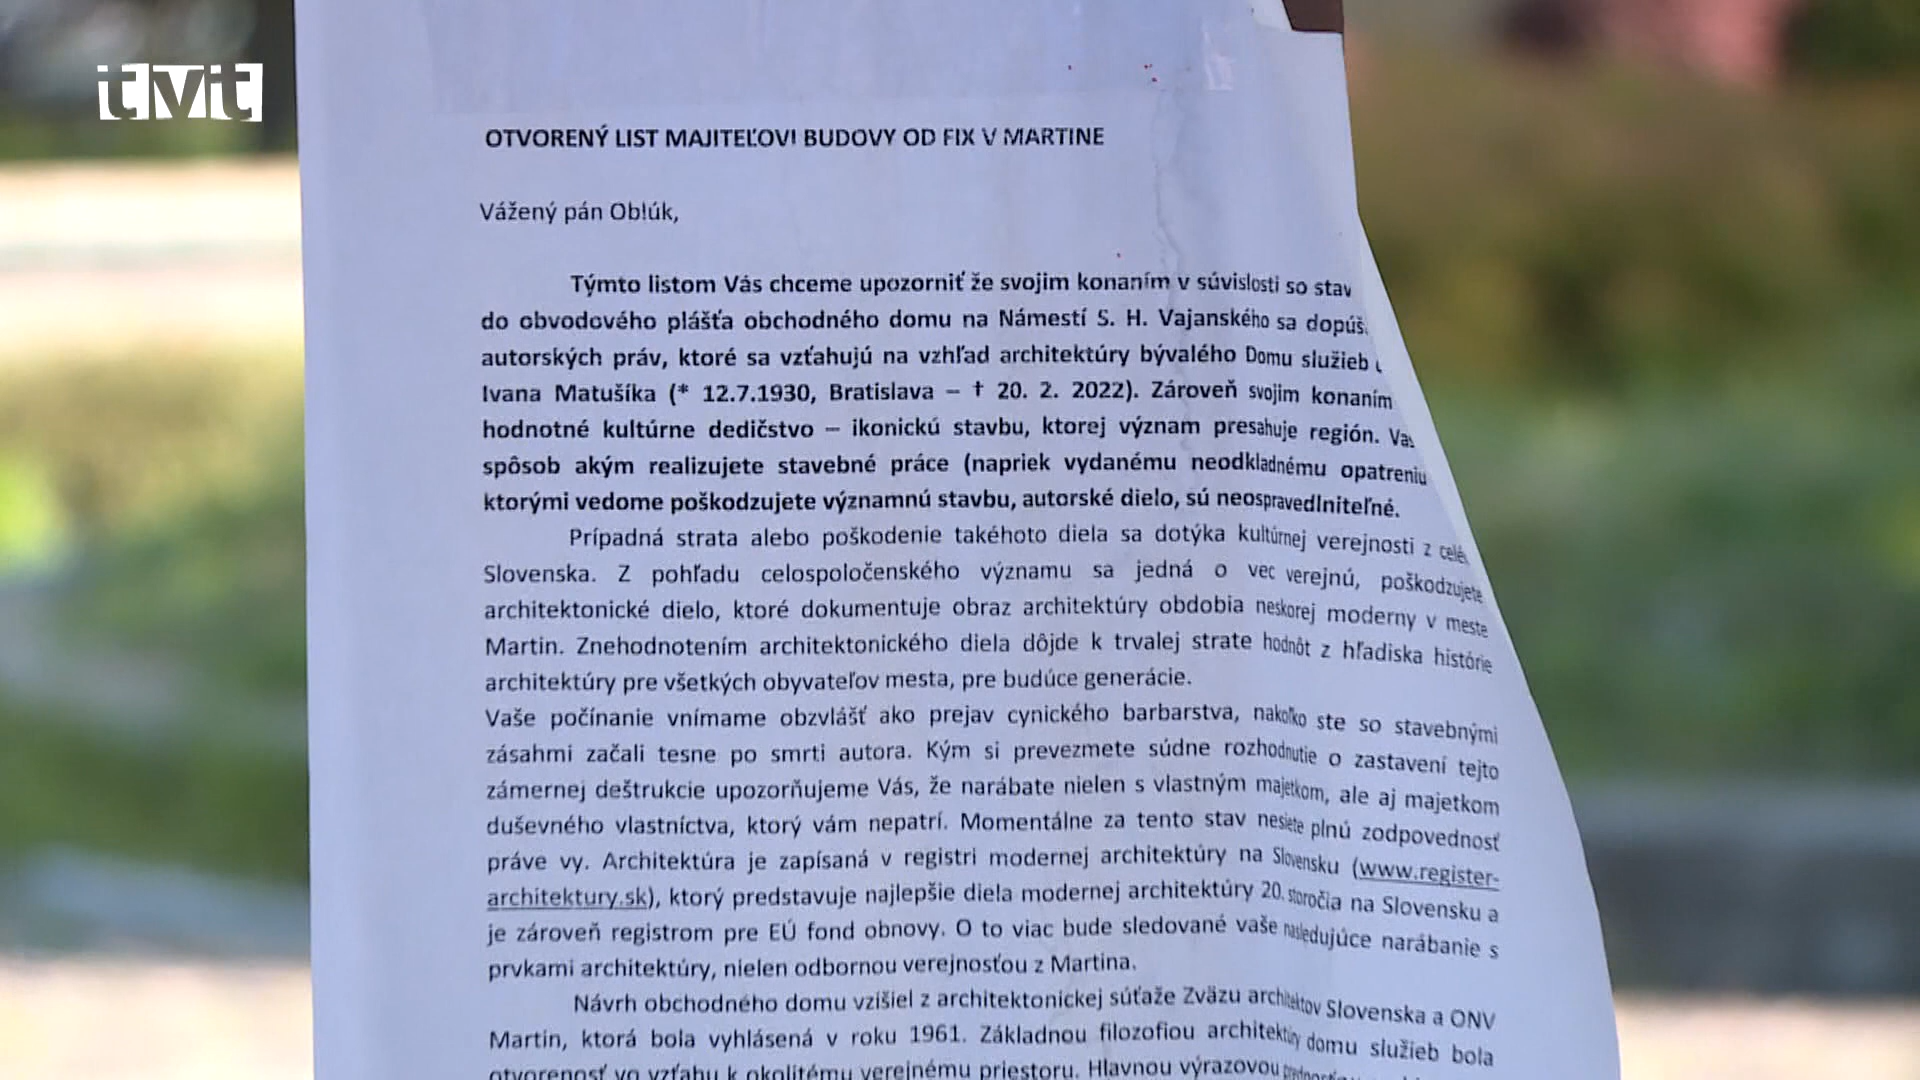 tvt
OTVORENÝ LIST MAJITEĽOVI BUDOVY OD FIX V MARTINE
Vážený pán Oblúk,
Týmto listom Vás chceme upozorniť že svojim konaním v súvislosti so stav
do obvodového plášťa obchodného domu na Námestí S. H. Vajanského sa dopúš
autorských práv, ktoré sa vzťahujú na vzhľad architektúry bývalého Domu služieb
Ivana Matušíka (* 12.7.1930, Bratislava – † 20. 2. 2022). Zároveň svojim konaním
hodnotné kultúrne dedičstvo – ikonickú stavbu, ktorej význam presahuje región. Vaš
spôsob akým realizujete stavebné práce (napriek vydanému neodkladnému opatreniu
ktorými vedome poškodzujete významnú stavbu, autorské dielo, sú neospravedlniteľné.
Prípadná strata alebo poškodenie takéhoto diela sa dotýka kultúrnej verejnosti z celé
Slovenska. Z pohľadu celospoločenského významu sa jedná o vec verejnú, poškodzujete
architektonické dielo, ktoré dokumentuje obraz architektúry obdobia neskorej moderny v meste
Martin. Znehodnotením architektonického diela dôjde k trvalej strate hodnôt z hľadiska histórie
architektúry pre všetkých obyvateľov mesta, pre budúce generácie.
Vaše počínanie vnímame obzvlášť ako prejav cynického barbarstva, nakoľko ste so stavebnými
zásahmi začali tesne po smrti autora. Kým si prevezmete súdne rozhodnutie o zastavení tejto
zámernej deštrukcie upozorňujeme Vás, že narábate nielen s vlastným majetkom, ale aj majetkom
duševného vlastníctva, ktorý vám nepatrí. Momentálne za tento stav nesiete plnú zodpovednosť
práve vy. Architektúra je zapísaná v registri modernej architektúry na Slovensku (www.register-
architektury.sk), ktorý predstavuje najlepšie diela modernej architektúry 20. storočia na Slovensku a
je zároveň registrom pre EÚ fond obnovy. O to viac bude sledované vaše nasledujúce narábanie s
prvkami architektúry, nielen odbornou verejnosťou z Martina.
Návrh obchodného domu vzišiel z architektonickej súťaže Zväzu architektov Slovenska a ONV
Martin, ktorá bola vyhlásená v roku 1961. Základnou filozofiou architektúry domu služieb bola
otvorenosť vo vzťahu k okolitému verejnému priestoru. Hlavnou výrazovou